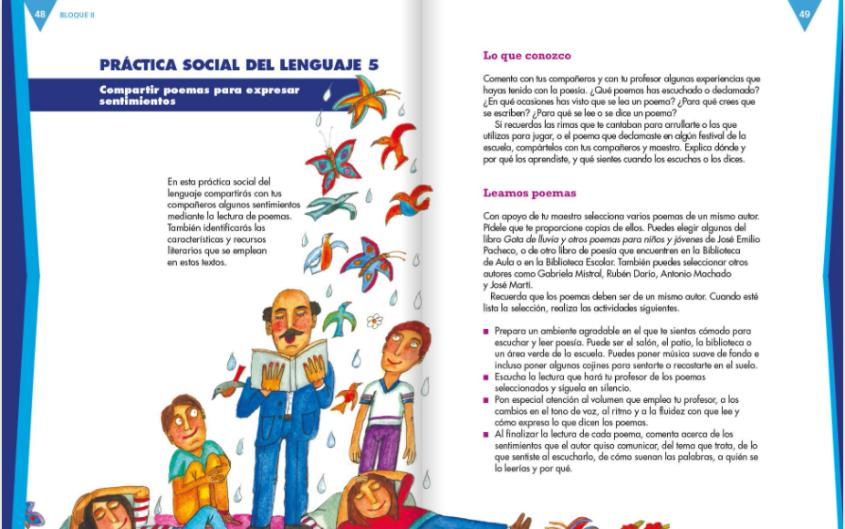 48
BLOQUE II
PRÁCTICA SOCIAL DEL LENGUAJE 5
Compartir poemas para expresar
sentimientos
En esta práctica social del
lenguaje compartirás con tus
compañeros algunos sentimientos
mediante la lectura de poemas.
También identificarás las
características y recursos
literarios que se emplean
en estos textos.
49
Lo que conozco
Comenta con tus compañeros y con tu profesor algunas experiencias que
hayas tenido con la poesía. ¿Qué poemas has escuchado o declamado?
¿En qué ocasiones has visto que se lea un poema? ¿Para qué crees que
se escriben? ¿Para qué se lee o se dice un poema?
Si recuerdas las rimas que te cantaban para arrullarte o las que
utilizas para jugar, o el poema que declamaste en algún festival de la
escuela, compártelos con tus compañeros y maestro. Explica dónde y
por qué los aprendiste, y qué sientes cuando los escuchas o los dices.
Leamos poemas
Con apoyo de tu maestro selecciona varios poemas de un mismo autor.
Pídele que te proporcione copias de ellos. Puedes elegir algunos del
libro Gota de lluvia y otros poemas para niños y jóvenes de José Emilio
Pacheco, o de otro libro de poesía que encuentren en la Biblioteca
de Aula o en la Biblioteca Escolar. También puedes seleccionar otros
autores como Gabriela Mistral, Rubén Darío, Antonio Machado
y José Martí.
Recuerda que los poemas deben ser de un mismo autor. Cuando esté
lista la selección, realiza las actividades siguientes.
■ Prepara un ambiente agradable en el que te sientas cómodo para
escuchar y leer poesía. Puede ser el salón, el patio, la biblioteca o
un área verde de la escuela. Puedes poner música suave de fondo e
incluso poner algunos cojines para sentarte o recostarte en el suelo.
■ Escucha la lectura que hará tu profesor de los poemas
seleccionados y síguela en silencio.
■ Pon especial atención al volumen que emplea tu profesor, a los
cambios en el tono de voz, al ritmo y a la fluidez con que lee y
cómo expresa lo que dicen los poemas.
■ Al finalizar la lectura de cada poema, comenta acerca de los
sentimientos que el autor quiso comunicar, del tema que trata, de lo
que sentiste al escucharlo, de cómo suenan las palabras, a quién se
lo leerías y por qué.